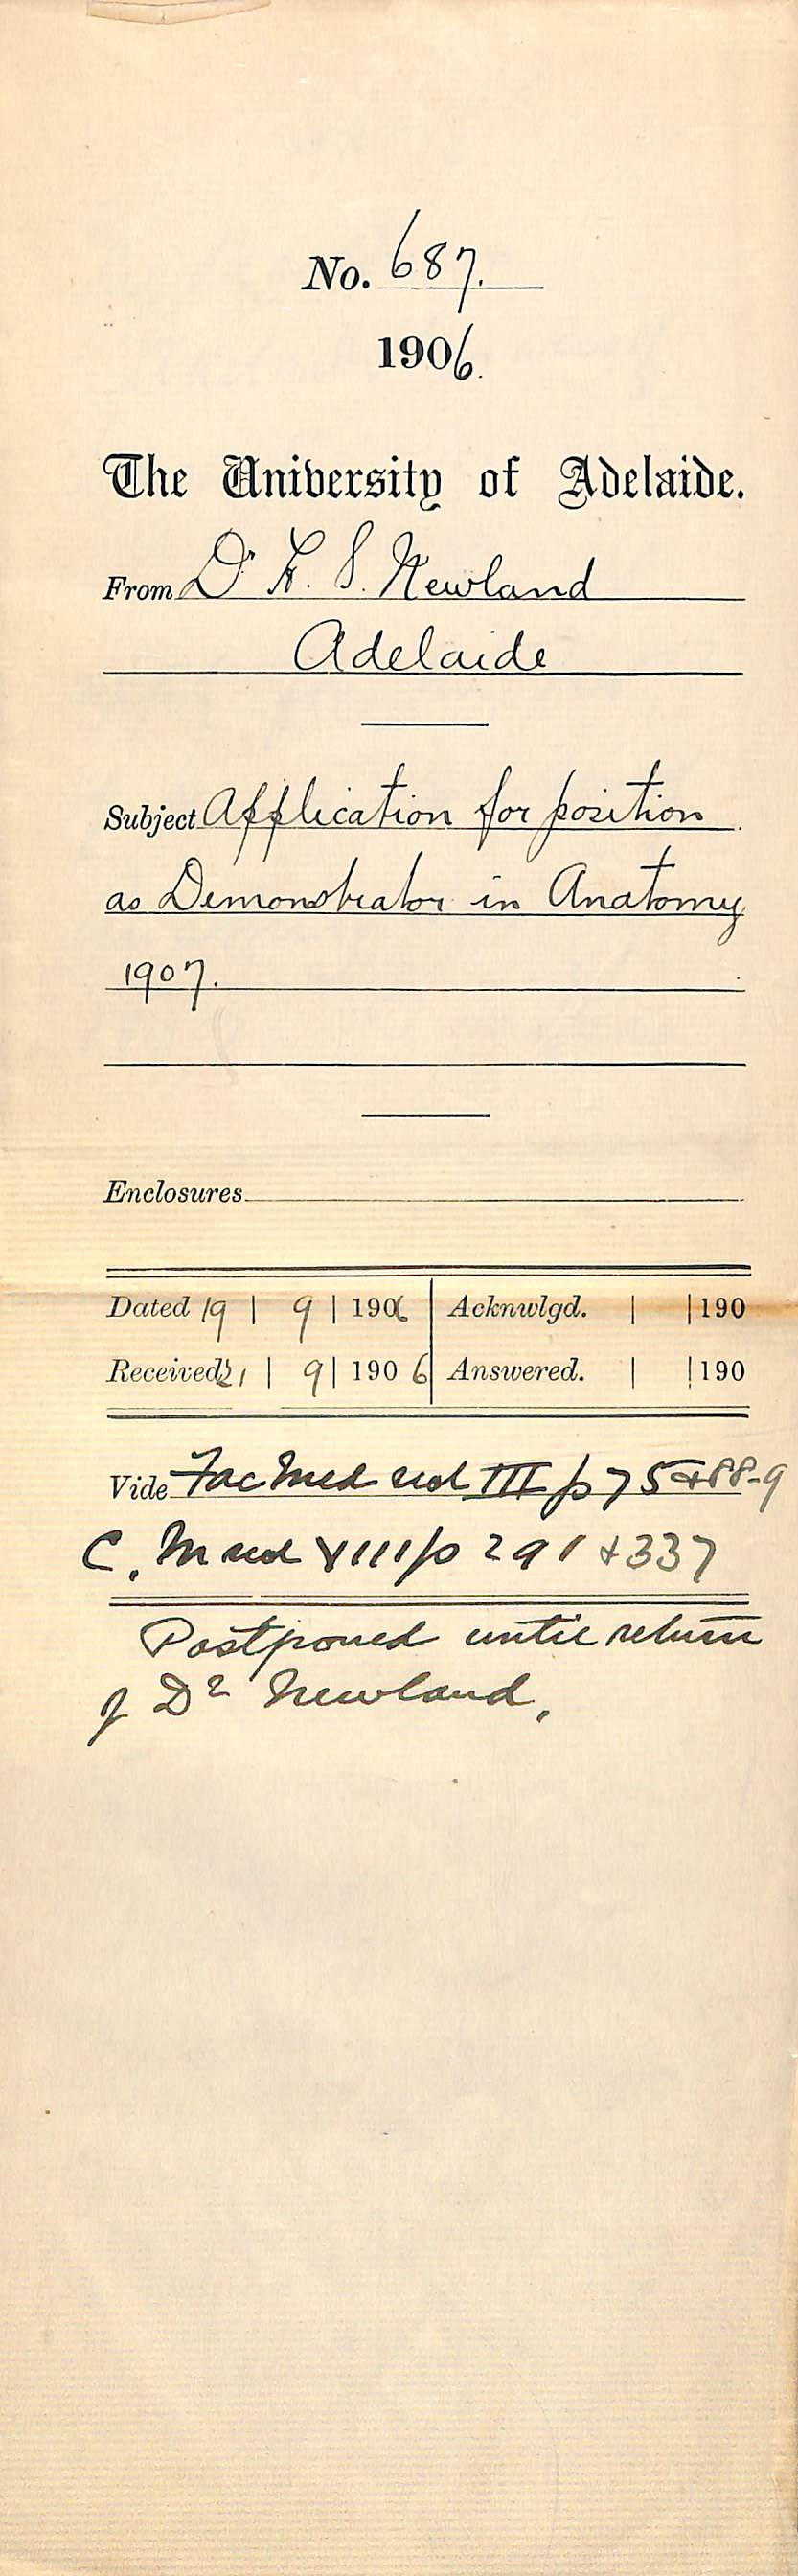 No. 687.
1906.
The University of Adelaide.
From Dr H. S. Newland
Adelaide
Subject Application for position
as Demonstrator in Anatomy
1907.
Enclosures
Dated 19 | 9 | 1906 Acknwlgd. | | 190
Received 21 | 9 | 1906 Answered. | | 190
Vide Fac Med vol III p 75 & 88-9
C. M vol VIII p 291 & 337
Postponed until return
of Dr Newland.